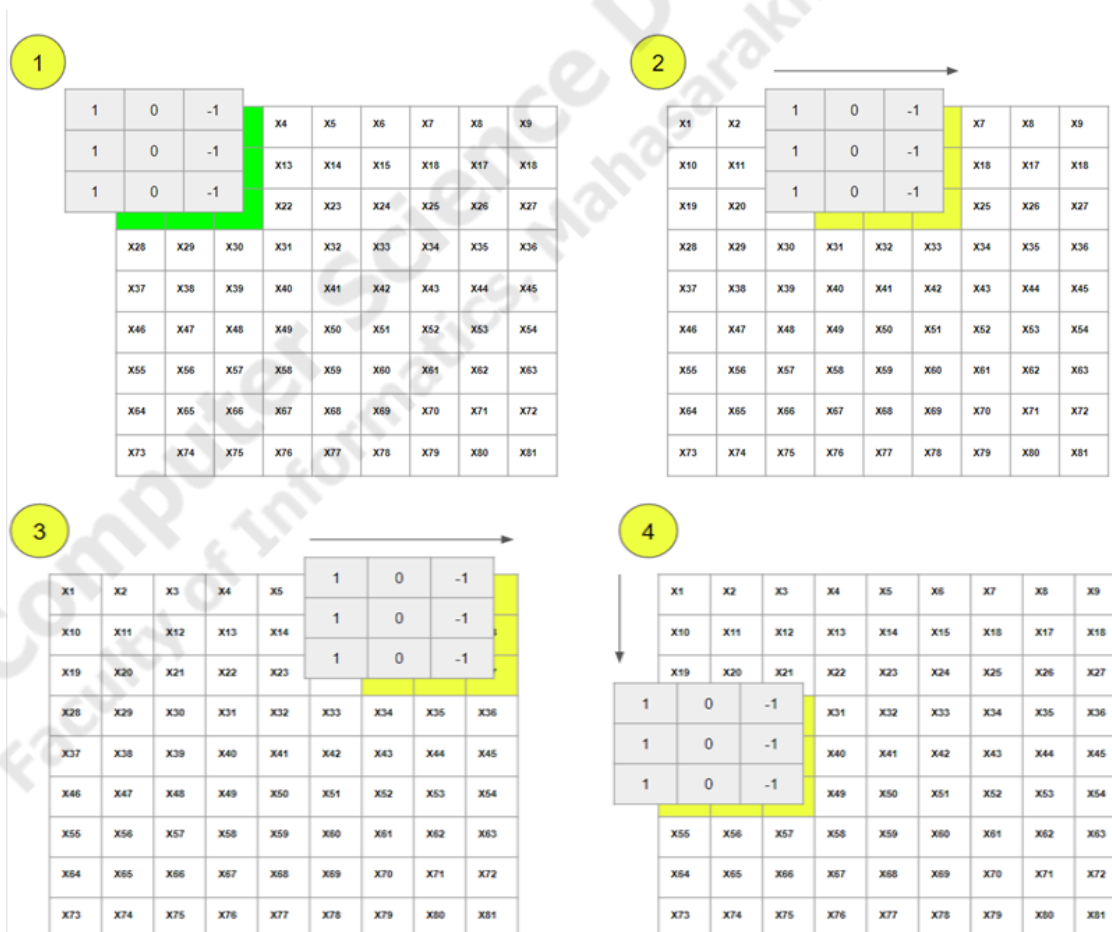 1
1 0 -1 X4 X5 X6 X7 X8 X9
1 0 -1 X13 X14 X15 X18 X17 X18
1 0 -1 X22 X23 X24 X25 X26 X27
X28 X29 X30 X31 X32 X33 X34 X35 X36
X37 X38 X39 X40 X41 X42 X43 X44 X45
X46 X47 X48 X49 X50 X51 X52 X53 X54
X55 X56 X57 X58 X59 X60 X61 X62 X63
X64 X65 X66 X67 X68 X69 X70 X71 X72
X73 X74 X75 X76 X77 X78 X79 X80 X81
2
X1 X2 1 0 -1 X7 X8 X9
X10 X11 1 0 -1 X18 X17 X18
X19 X20 1 0 -1 X25 X26 X27
X28 X29 X30 X31 X32 X33 X34 X35 X36
X37 X38 X39 X40 X41 X42 X43 X44 X45
X46 X47 X48 X49 X50 X51 X52 X53 X54
X55 X56 X57 X58 X59 X60 X61 X62 X63
X64 X65 X66 X67 X68 X69 X70 X71 X72
X73 X74 X75 X76 X77 X78 X79 X80 X81
3
X1 X2 X3 X4 X5 1 0 -1
X10 X11 X12 X13 X14 1 0 -1
X19 X20 X21 X22 X23 1 0 -1
X28 X29 X30 X31 X32 X33 X34 X35 X36
X37 X38 X39 X40 X41 X42 X43 X44 X45
X46 X47 X48 X49 X50 X51 X52 X53 X54
X55 X56 X57 X58 X59 X60 X61 X62 X63
X64 X65 X66 X67 X68 X69 X70 X71 X72
X73 X74 X75 X76 X77 X78 X79 X80 X81
4
X1 X2 X3 X4 X5 X6 X7 X8 X9
X10 X11 X12 X13 X14 X15 X18 X17 X18
X19 X20 X21 X22 X23 X24 X25 X26 X27
1 0 -1 X31 X32 X33 X34 X35 X36
1 0 -1 X40 X41 X42 X43 X44 X45
1 0 -1 X49 X50 X51 X52 X53 X54
X55 X56 X57 X58 X59 X60 X61 X62 X63
X64 X65 X66 X67 X68 X69 X70 X71 X72
X73 X74 X75 X76 X77 X78 X79 X80 X81
Computer Science
Faculty of Informatics,